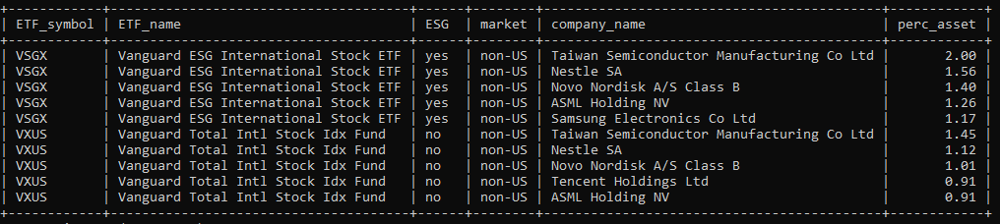 | ETF_symbol | ETF_name | ESG | market | company_name | perc_asset |
| VSGX | Vanguard ESG International Stock ETF | yes | non-US | Taiwan Semiconductor Manufacturing Co Ltd | 2.00 |
| VSGX | Vanguard ESG International Stock ETF | yes | non-US | Nestle SA | 1.56 |
| VSGX | Vanguard ESG International Stock ETF | yes | non-US | Novo Nordisk A/S Class B | 1.40 |
| VSGX | Vanguard ESG International Stock ETF | yes | non-US | ASML Holding NV | 1.26 |
| VSGX | Vanguard ESG International Stock ETF | yes | non-US | Samsung Electronics Co Ltd | 1.17 |
| VXUS | Vanguard Total Intl Stock Idx Fund | no | non-US | Taiwan Semiconductor Manufacturing Co Ltd | 1.45 |
| VXUS | Vanguard Total Intl Stock Idx Fund | no | non-US | Nestle SA | 1.12 |
| VXUS | Vanguard Total Intl Stock Idx Fund | no | non-US | Novo Nordisk A/S Class B | 1.01 |
| VXUS | Vanguard Total Intl Stock Idx Fund | no | non-US | Tencent Holdings Ltd | 0.91 |
| VXUS | Vanguard Total Intl Stock Idx Fund | no | non-US | ASML Holding NV | 0.91 |